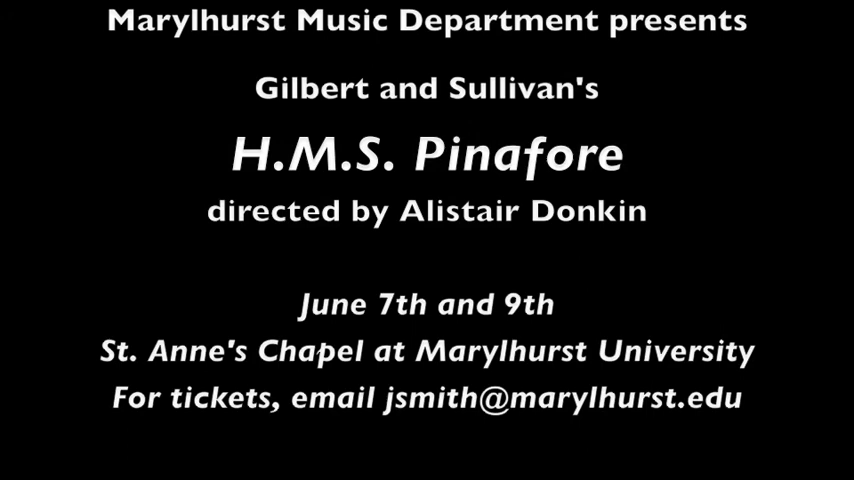 Marylhurst Music Department presents
Gilbert and Sullivan's
H.M.S. Pinafore
directed by Alistair Donkin
June 7th and 9th
St. Anne's Chapel at Marylhurst University
For tickets, email jsmith@marylhurst.edu